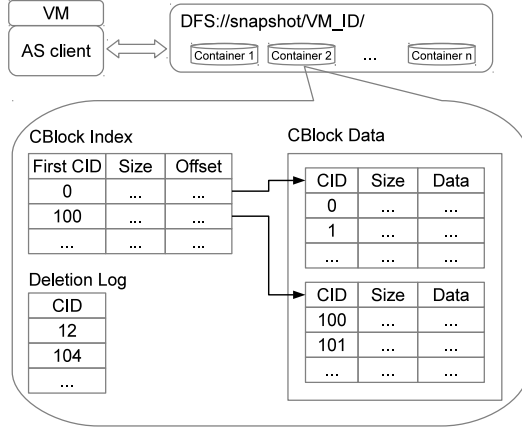 VM
AS client
DFS://snapshot/VM_ID/
Container 1 Container 2 ... Container n
CBlock Index
First CID Size Offset
0 ... ...
100 ... ...
... ... ...
Deletion Log
CID
12
104
...
CBlock Data
CID Size Data
0 ... ...
1 ... ...
... ... ...
CID Size Data
100 ... ...
101 ... ...
... ... ...